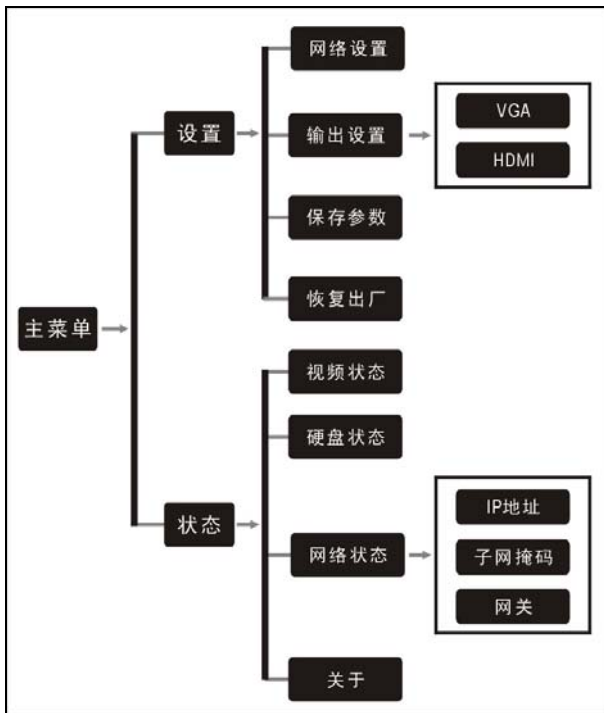 主菜单
设置
网络设置
输出设置
VGA
HDMI
保存参数
恢复出厂
状态
视频状态
硬盘状态
网络状态
IP地址
子网掩码
网关
关于